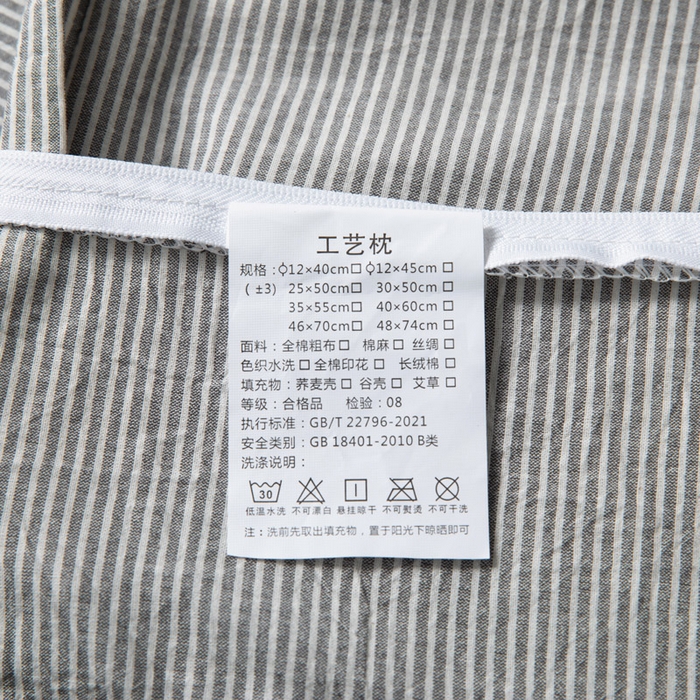 工艺枕
规格：ф12×40cm□ ф12×45cm □
( ±3) 25×50cm□ 30×50cm □
35×55cm□ 40×60cm □
46×70cm□ 48×74cm □
面料：全棉粗布□ 棉麻□ 丝绸□
色织水洗□ 全棉印花□ 长绒棉□
填充物：荞麦壳□ 谷壳□ 艾草□
等级：合格品 检验：08
执行标准：GB/T 22796-2021
安全类别：GB 18401-2010 B类
洗涤说明：
30
低温水洗 不可漂白 悬挂晾干 不可熨烫 不可干洗
注：洗前先取出填充物，置于阳光下晾晒即可